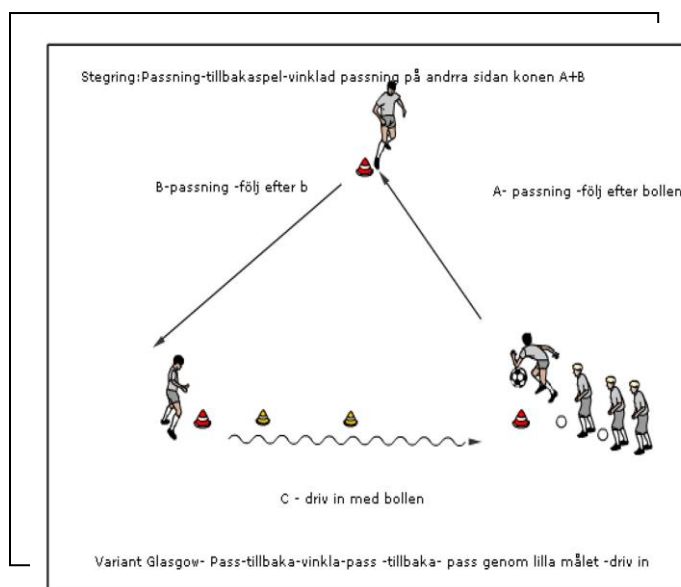 Stegring:Passning-tillbakaspel-vinklad passning på andrra sidan konen A+B
B-passning -följ efter b
A- passning -följ efter bollen
C - driv in med bollen
Variant Glasgow- Pass-tillbaka-vinkla-pass -tillbaka- pass genom lilla målet -driv in